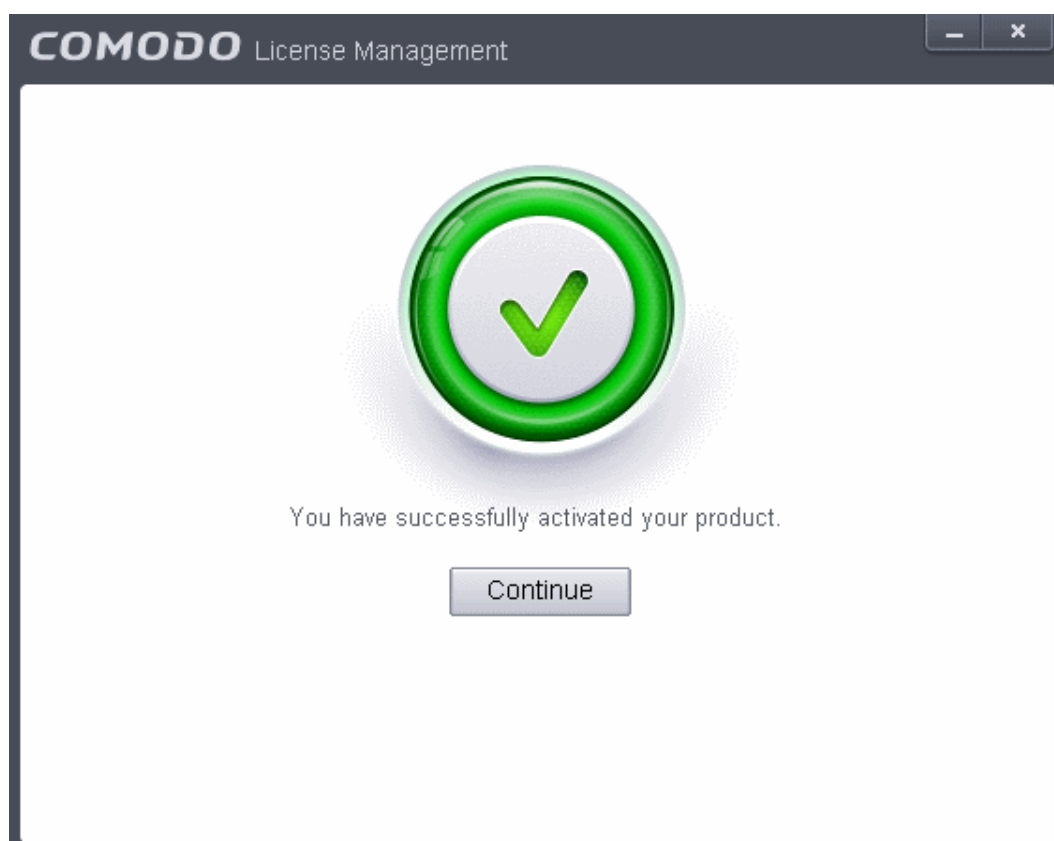 COMODO License Management
You have successfully activated your product.
Continue